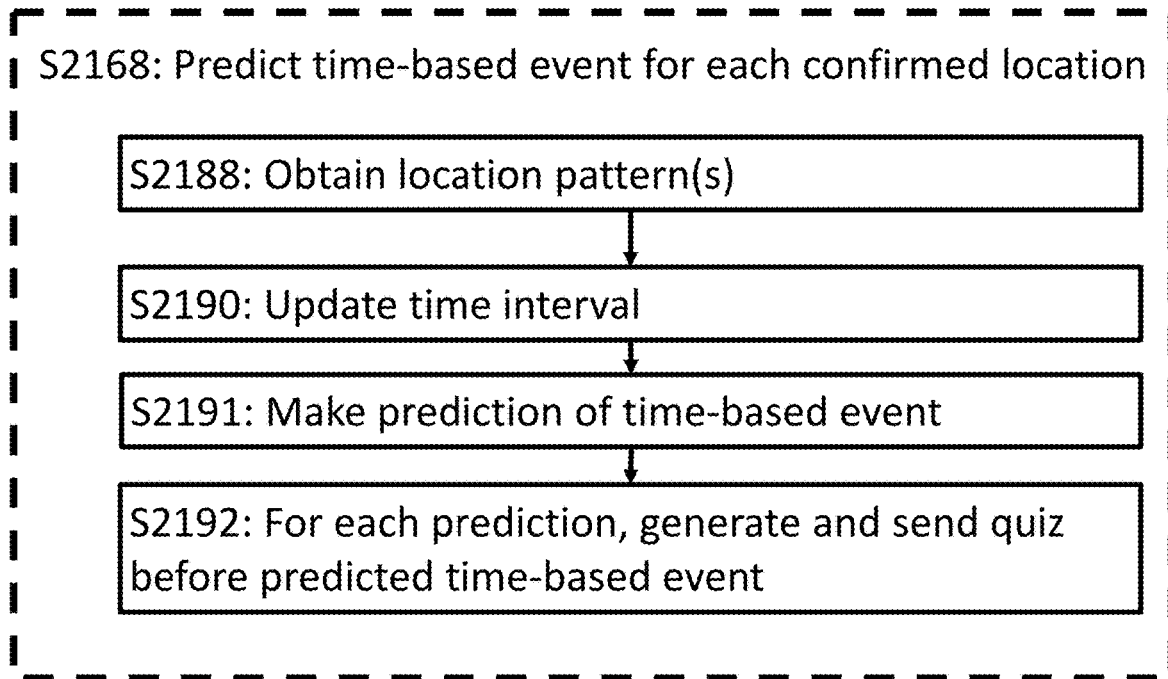 S2168: Predict time-based event for each confirmed location
S2188: Obtain location pattern(s)
S2190: Update time interval
S2191: Make prediction of time-based event
S2192: For each prediction, generate and send quiz
before predicted time-based event